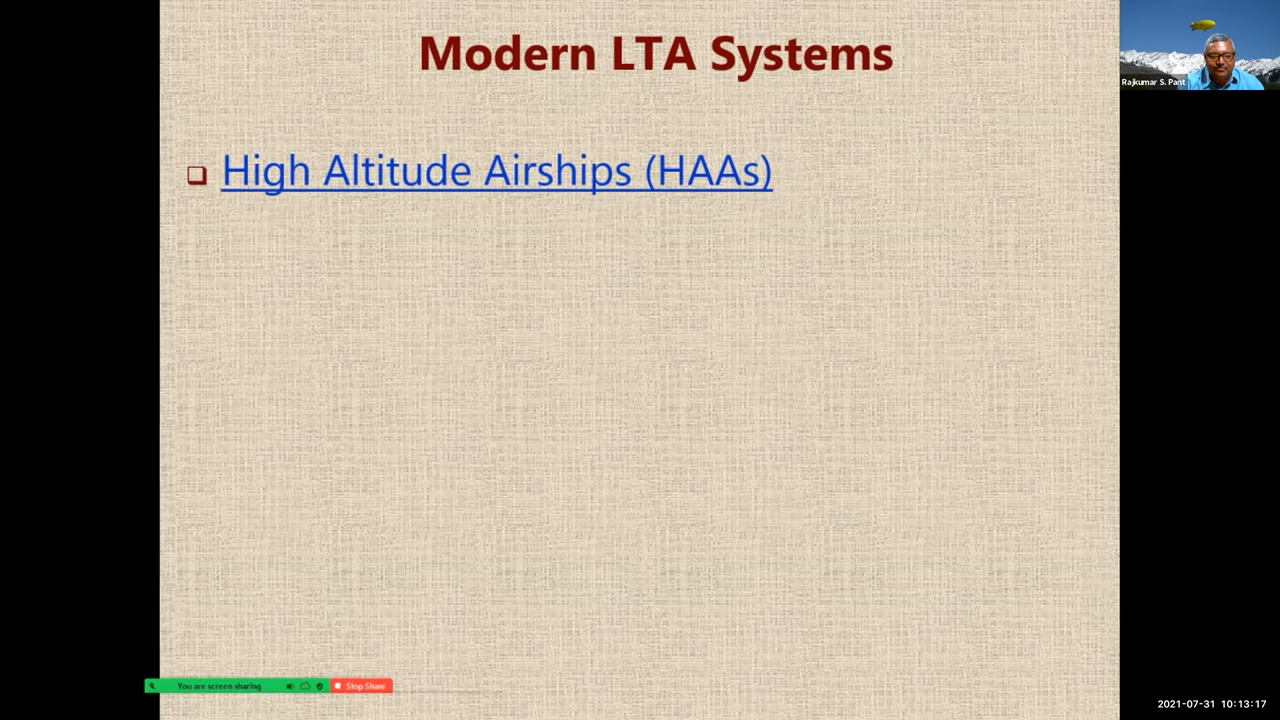 Modern LTA Systems
High Altitude Airships (HAAs)
Rajkumar S. Pant
You are screen sharing
Stop Share
2021-07-31 10:13:17